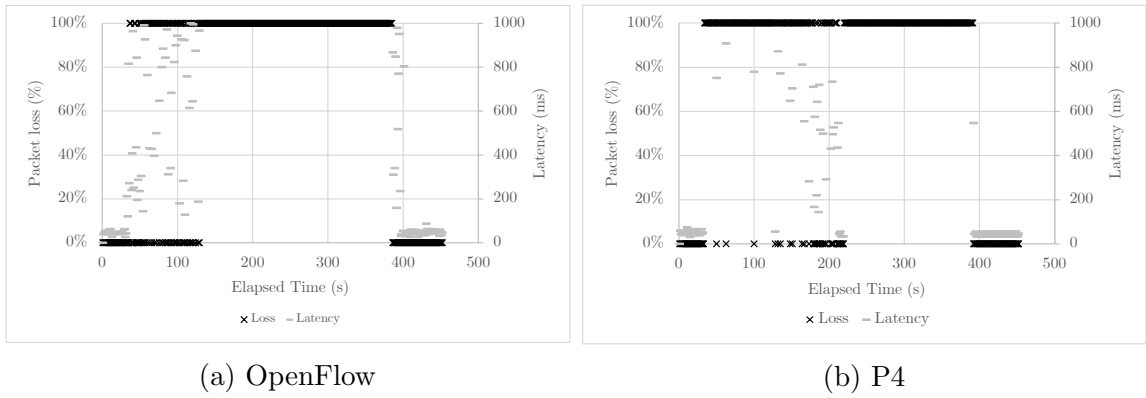 100%
80%
60%
40%
20%
0%
Packet loss (%)
1000
800
600
400
200
0
Latency (ms)
0 100 200 300 400 500
Elapsed Time (s)
Loss Latency
(a) OpenFlow
100%
80%
60%
40%
20%
0%
Packet loss (%)
1000
800
600
400
200
0
Latency (ms)
0 100 200 300 400 500
Elapsed Time (s)
Loss Latency
(b) P4